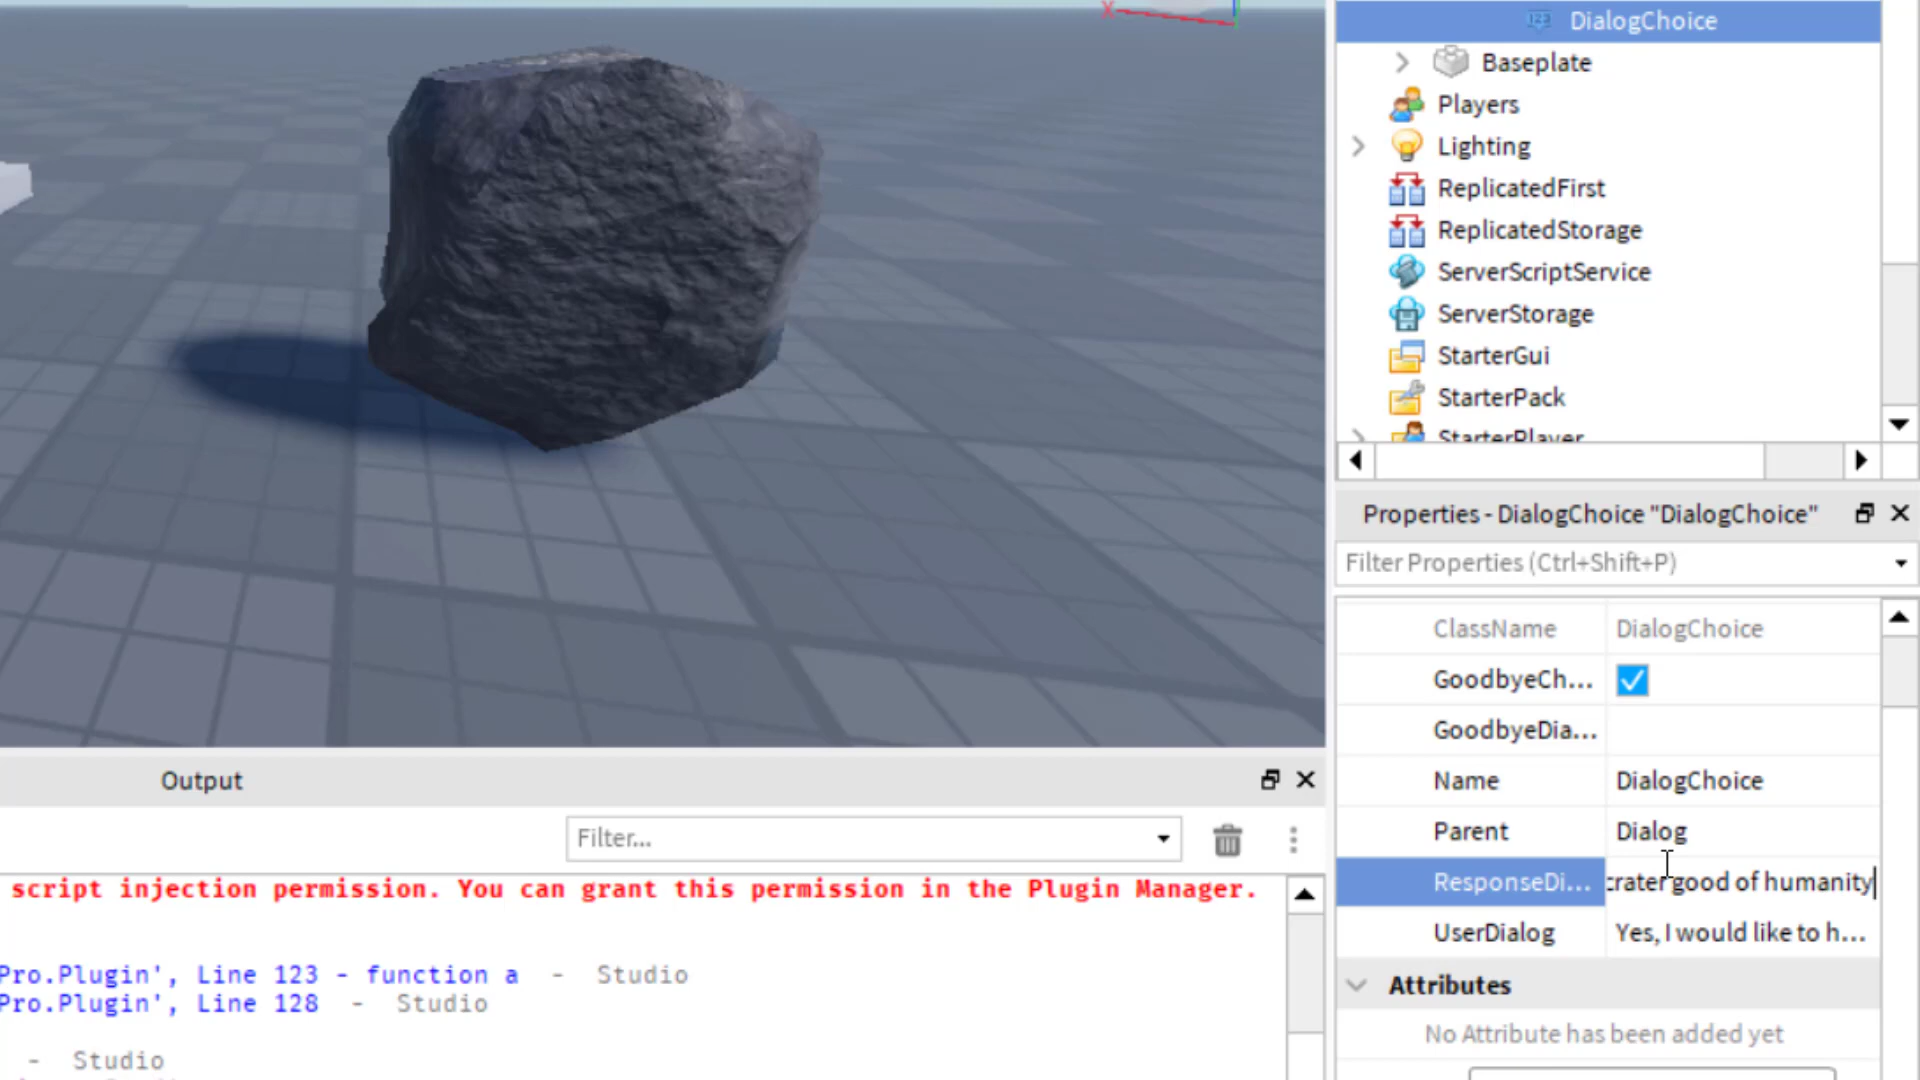 X
DialogChoice
Baseplate
Players
Lighting
ReplicatedFirst
ReplicatedStorage
ServerScriptService
ServerStorage
StarterGui
StarterPack
StarterPlayer
Properties - DialogChoice "DialogChoice"
Filter Properties (Ctrl+Shift+P)
ClassName DialogChoice
GoodbyeCh...
GoodbyeDia...
Name DialogChoice
Parent Dialog
ResponseDi... crater good of humanity
UserDialog Yes, I would like to h...
Attributes
No Attribute has been added yet
Output
Filter...
script injection permission. You can grant this permission in the Plugin Manager.
Pro.Plugin', Line 123 - function a - Studio
Pro.Plugin', Line 128 - Studio
- Studio